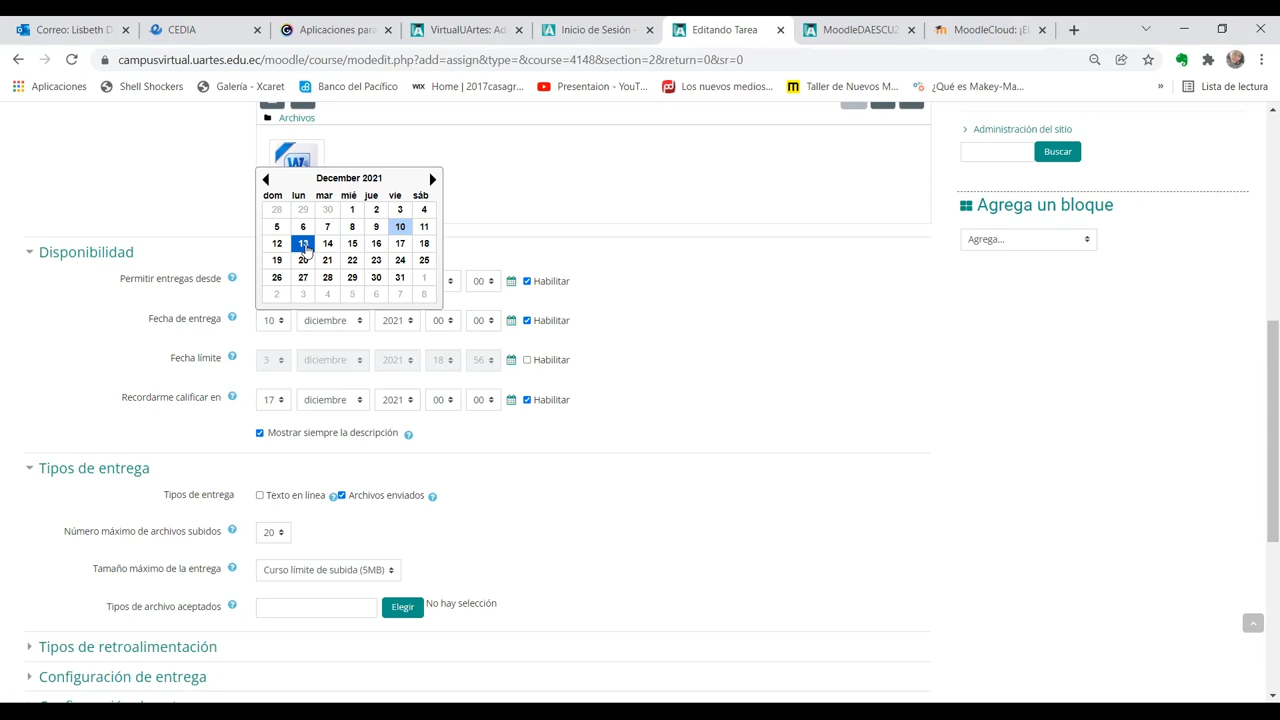 Correo: Lisbeth D
CEDIA
Aplicaciones para
VirtualUArtes: Ad
Inicio de Sesión -
Editando Tarea
MoodleDAESCU2
MoodleCloud: ¡El
campusvirtual.uartes.edu.ec/moodle/course/modedit.php?add=assign&type=&course=4148&section=2&return=0&sr=0
Aplicaciones
Shell Shockers
Galería - Xcaret
Banco del Pacífico
WIX Home | 2017casagr...
Presentaion - YouT...
Los nuevos medios...
Taller de Nuevos M...
¿Qué es Makey-Ma...
»
Lista de lectura
Archivos
Administración del sitio
Buscar
Agrega un bloque
Agrega...
December 2021
dom lun mar mié jue vie sáb
28 29 30 1 2 3 4
5 6 7 8 9 10 11
12 13 14 15 16 17 18
19 20 21 22 23 24 25
26 27 28 29 30 31 1
2 3 4 5 6 7 8
Disponibilidad
Permitir entregas desde 00 Habilitar
Fecha de entrega 10 diciembre 2021 00 00 Habilitar
Fecha límite 3 diciembre 2021 18 56 Habilitar
Recordarme calificar en 17 diciembre 2021 00 00 Habilitar
Mostrar siempre la descripción
Tipos de entrega
Tipos de entrega Texto en línea Archivos enviados
Número máximo de archivos subidos 20
Tamaño máximo de la entrega Curso límite de subida (5MB)
Tipos de archivo aceptados Elegir No hay selección
Tipos de retroalimentación
Configuración de entrega